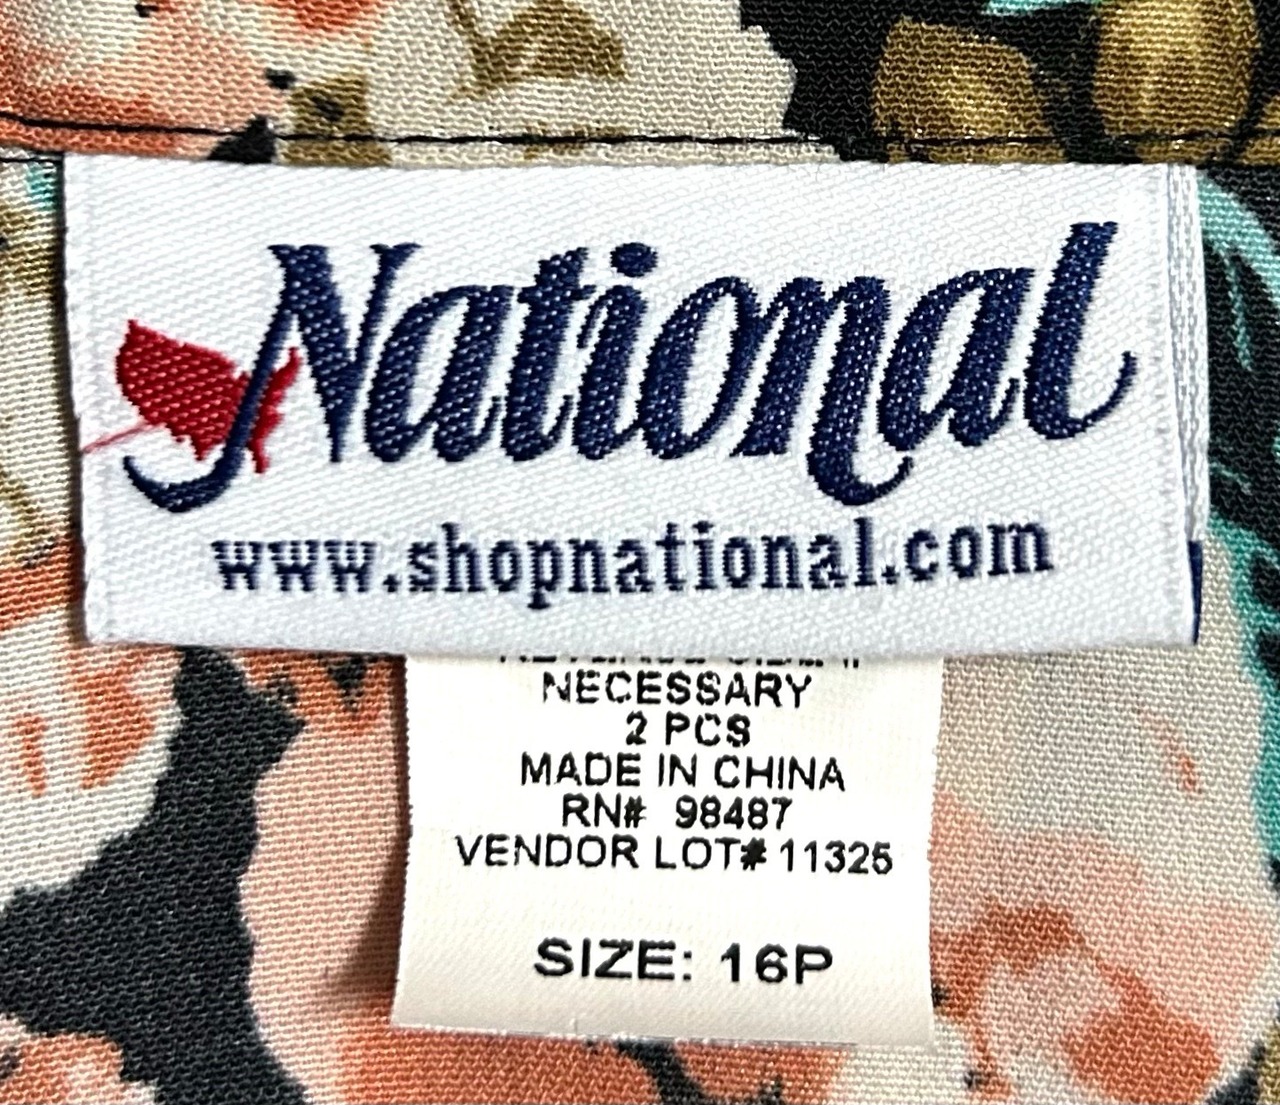 National
www.shopnational.com
NECESSARY
2 PCS
MADE IN CHINA
RN# 98487
VENDOR LOT# 11325
SIZE: 16P